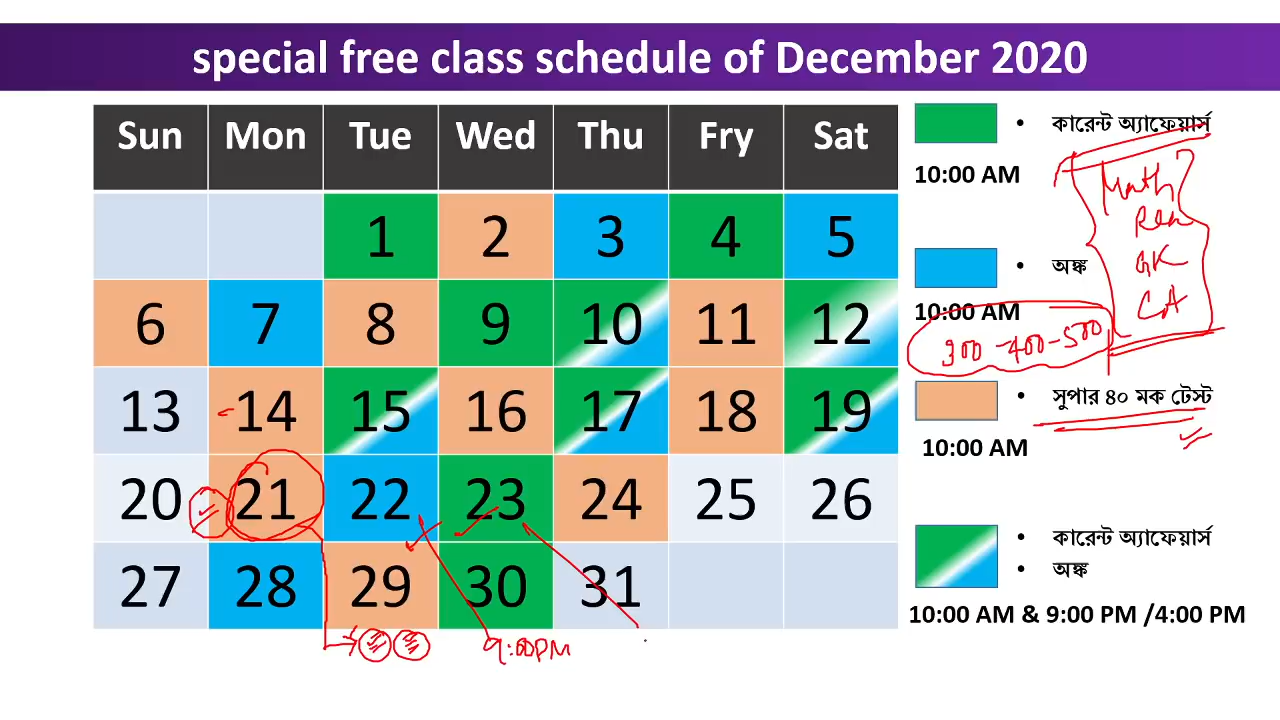 special free class schedule of December 2020
Sun Mon Tue Wed Thu Fry Sat
1 2 3 4 5
6 7 8 9 10 11 12
13 14 15 16 17 18 19
20 21 22 23 24 25 26
27 28 29 30 31
9:00PM
• কারেন্ট অ্যাফেয়ার্স
10:00 AM
Math
Rea
GK
CA
• অঙ্ক
10:00 AM
300 -400-500
• সুপার ৪০ মক টেস্ট
10:00 AM
• কারেন্ট অ্যাফেয়ার্স
• অঙ্ক
10:00 AM & 9:00 PM /4:00 PM